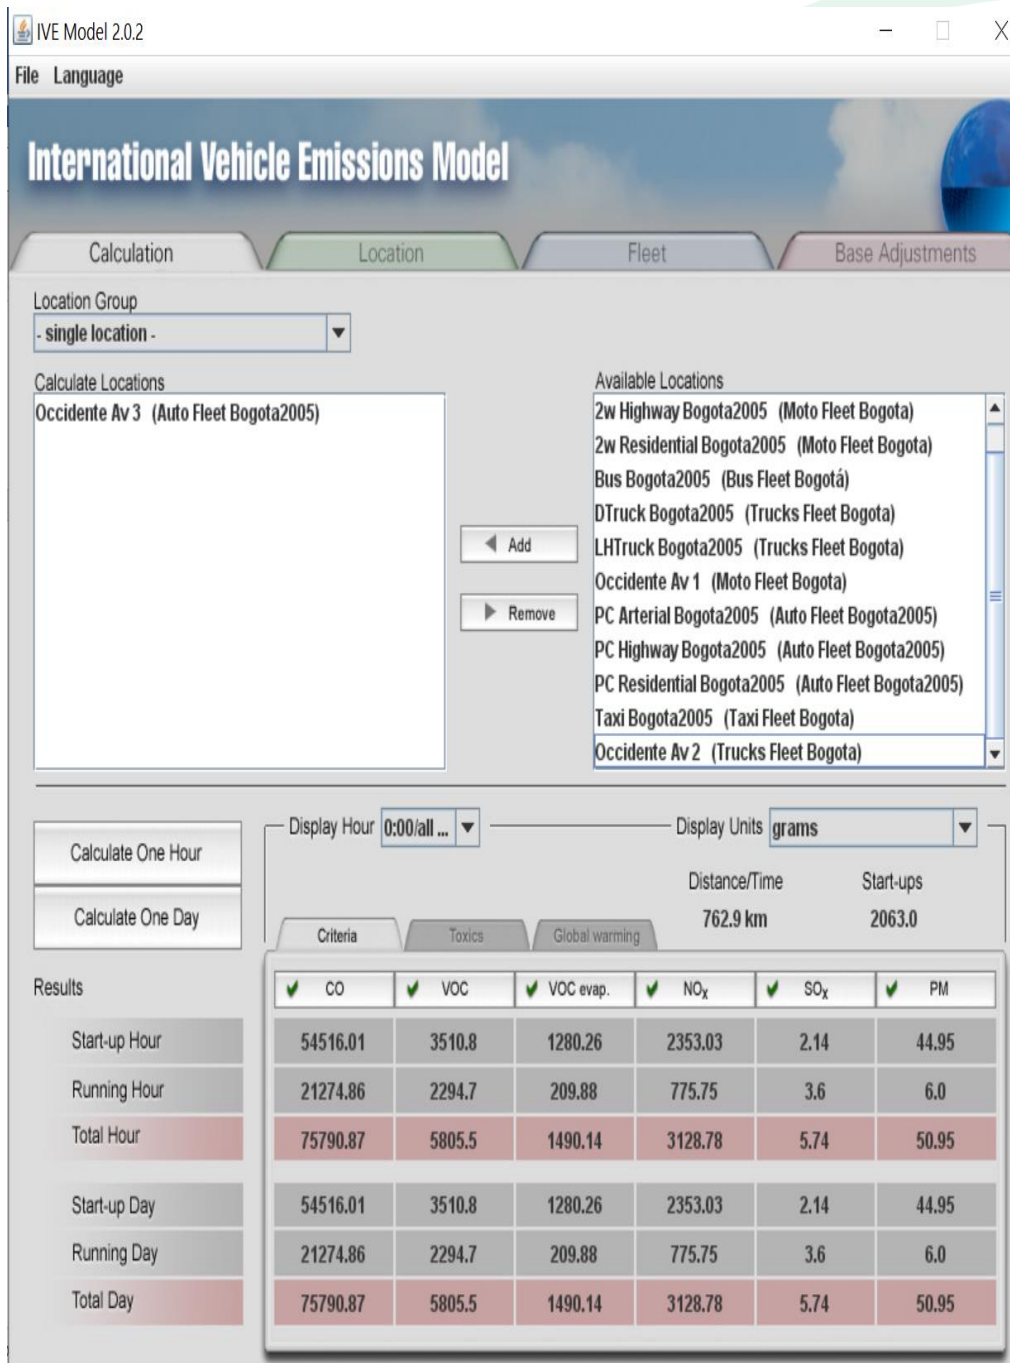 IVE Model 2.0.2
File Language
International Vehicle Emissions Model
Calculation Location Fleet Base Adjustments
Location Group
- single location -
Calculate Locations
Occidente Av 3 (Auto Fleet Bogota2005)
Add
Remove
Available Locations
2w Highway Bogota2005 (Moto Fleet Bogota)
2w Residential Bogota2005 (Moto Fleet Bogota)
Bus Bogota2005 (Bus Fleet Bogotá)
DTruck Bogota2005 (Trucks Fleet Bogota)
LHTruck Bogota2005 (Trucks Fleet Bogota)
Occidente Av 1 (Moto Fleet Bogota)
PC Arterial Bogota2005 (Auto Fleet Bogota2005)
PC Highway Bogota2005 (Auto Fleet Bogota2005)
PC Residential Bogota2005 (Auto Fleet Bogota2005)
Taxi Bogota2005 (Taxi Fleet Bogota)
Occidente Av 2 (Trucks Fleet Bogota)
Calculate One Hour
Calculate One Day
Display Hour 0:00/all ... Display Units grams
Distance/Time Start-ups
762.9 km 2063.0
Criteria Toxics Global warming
Results CO VOC VOC evap. NOX SOX PM
Start-up Hour 54516.01 3510.8 1280.26 2353.03 2.14 44.95
Running Hour 21274.86 2294.7 209.88 775.75 3.6 6.0
Total Hour 75790.87 5805.5 1490.14 3128.78 5.74 50.95
Start-up Day 54516.01 3510.8 1280.26 2353.03 2.14 44.95
Running Day 21274.86 2294.7 209.88 775.75 3.6 6.0
Total Day 75790.87 5805.5 1490.14 3128.78 5.74 50.95